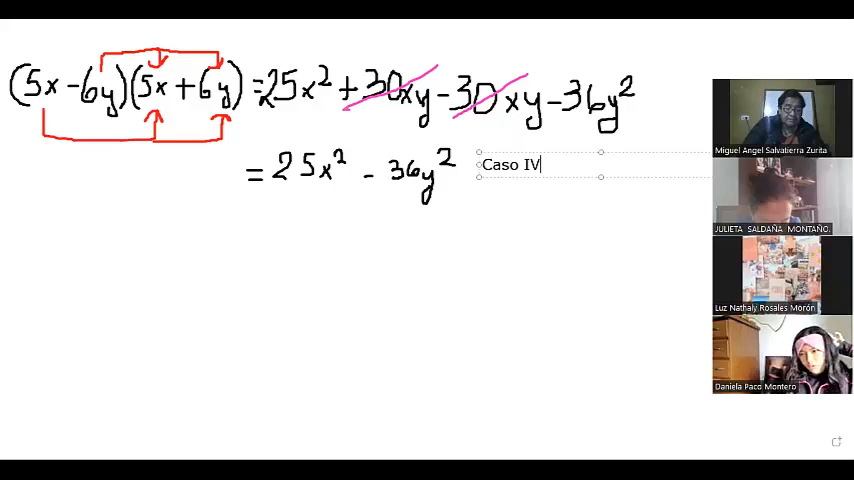 (5x - 6y)(5x + 6y) = 25x² + 30xy - 30xy - 36y²
= 25x² - 36y² Caso IV
Miguel Angel Salvatierra Zurita
JULIETA SALDAÑA MONTAÑO.
Luz Nathaly Rosales Morón
Daniela Paco Montero